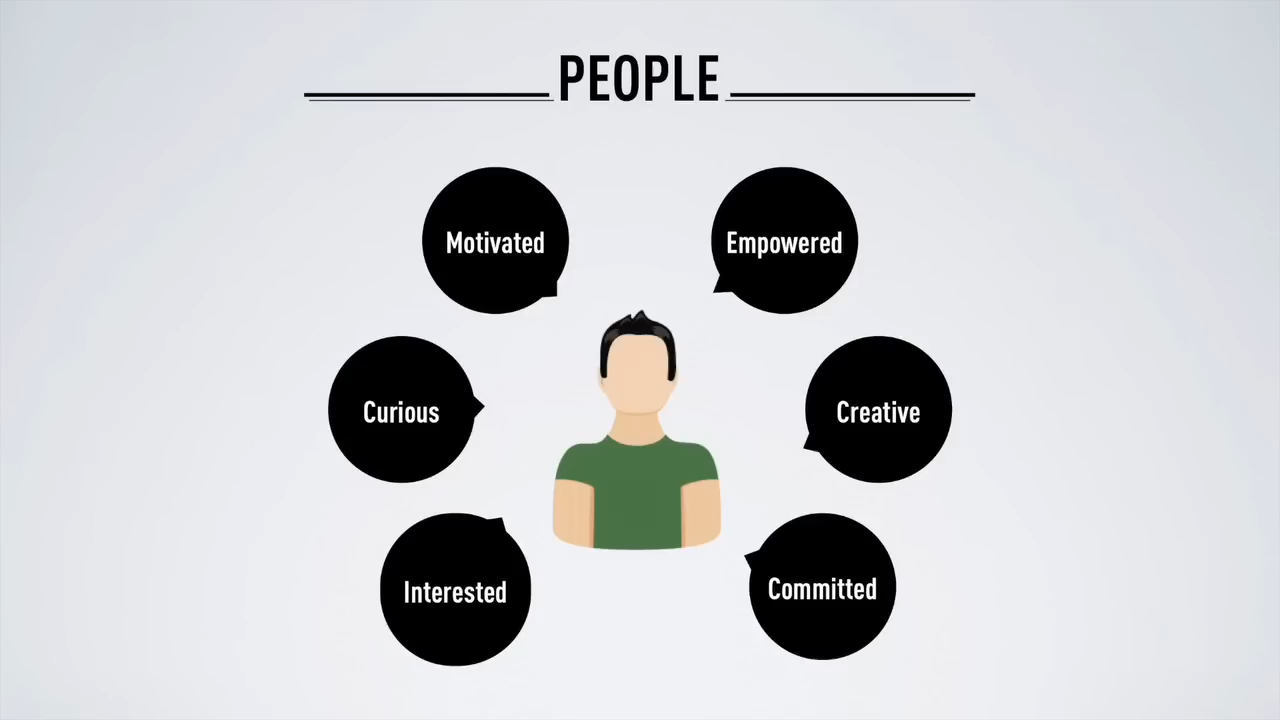 PEOPLE
Motivated
Empowered
Curious
Creative
Interested
Committed